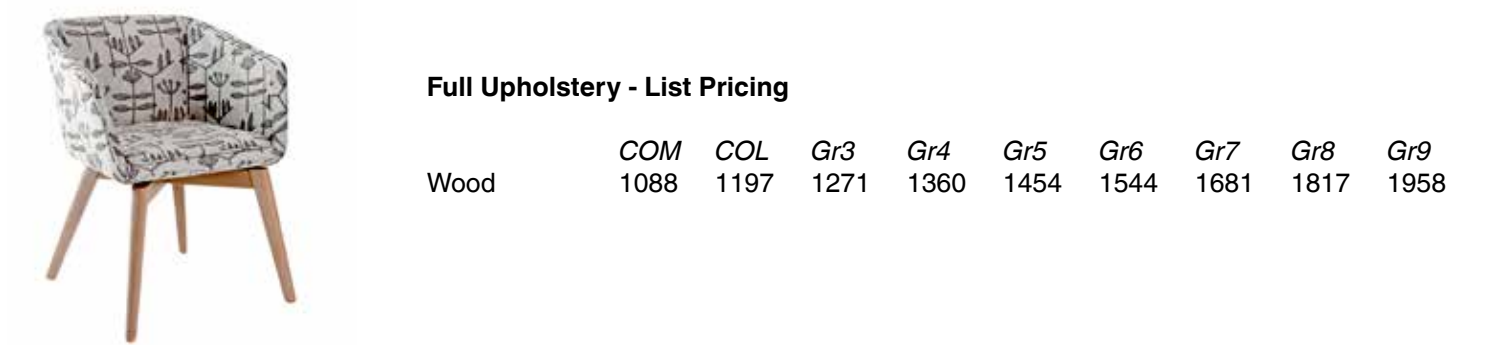 Full Upholstery - List Pricing
COM COL Gr3 Gr4 Gr5 Gr6 Gr7 Gr8 Gr9
Wood 1088 1197 1271 1360 1454 1544 1681 1817 1958